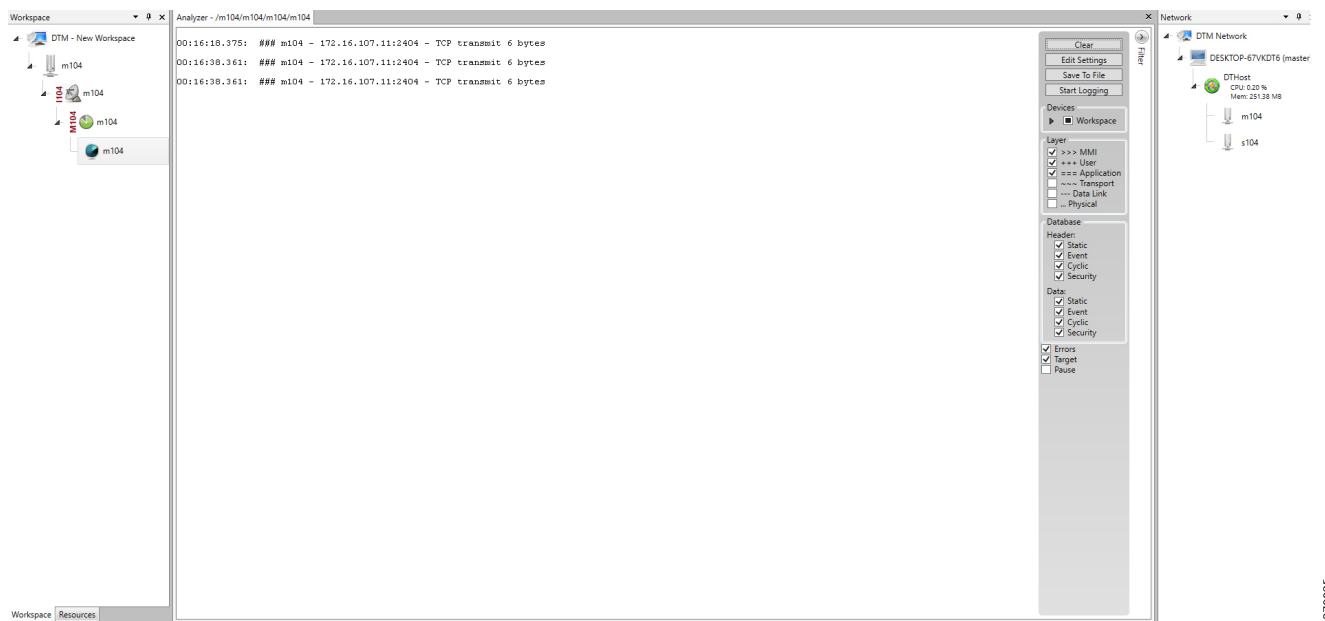 Workspace
DTM - New Workspace
m104
I104 m104
M104 m104
m104
Workspace Resources
Analyzer - /m104/m104/m104/m104
00:16:18.375: ### m104 - 172.16.107.11:2404 - TCP transmit 6 bytes
00:16:38.361: ### m104 - 172.16.107.11:2404 - TCP transmit 6 bytes
00:16:38.361: ### m104 - 172.16.107.11:2404 - TCP transmit 6 bytes
Clear
Edit Settings
Save To File
Start Logging
Devices
Workspace
Layer
>>> MMI
+++ User
=== Application
~~~ Transport
--- Data Link
... Physical
Database
Header:
Static
Event
Cyclic
Security
Data:
Static
Event
Cyclic
Security
Errors
Target
Pause
Filter
Network
DTM Network
DESKTOP-67VKDT6 (master
DTHost
CPU: 0.20 %
Mem: 251.38 MB
m104
s104